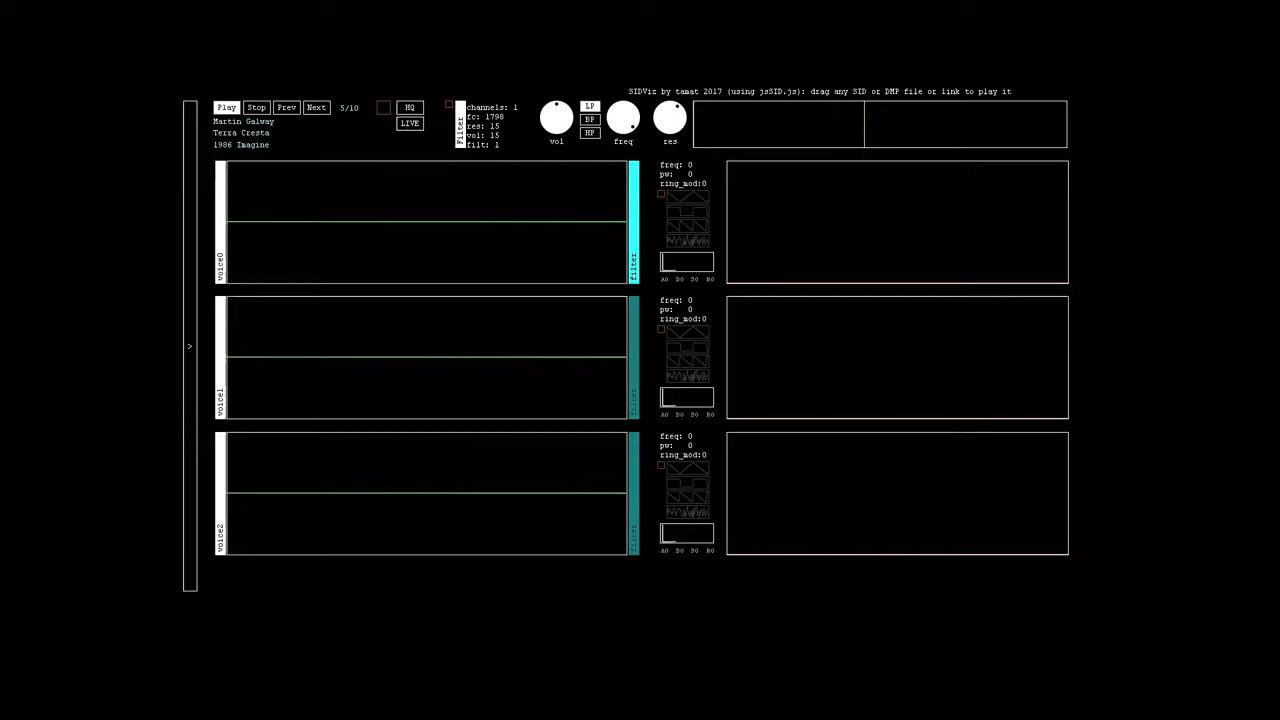 SIDViz by tamat 2017 (using jsSID.js): drag any SID or DMP file or link to play it
Play Stop Prev Next 5/10 HQ
LIVE
Martin Galway
Terra Cresta
1986 Imagine
Filter
channels: 1
fc: 1798
res: 15
vol: 15
filt: 1
vol
LP
BP
HP
freq
res
>
voice0
filter
freq: 0
pw: 0
ring_mod:0
A0 D0 S0 R0
voice1
filter
freq: 0
pw: 0
ring_mod:0
A0 D0 S0 R0
voice2
filter
freq: 0
pw: 0
ring_mod:0
A0 D0 S0 R0